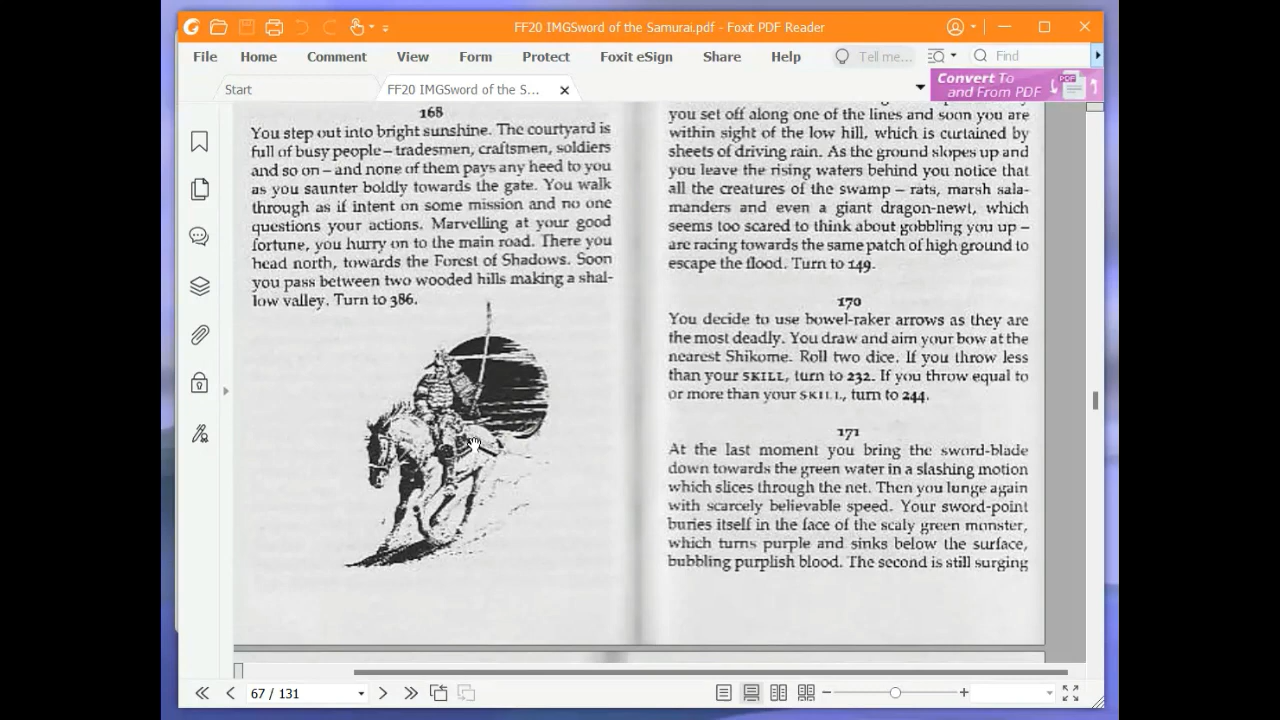 FF20 IMGSword of the Samurai.pdf - Foxit PDF Reader
File Home Comment View Form Protect Foxit eSign Share Help Tell me... Find
Start FF20 IMGSword of the S...
Convert To
and From PDF
PDF
168
You step out into bright sunshine. The courtyard is
full of busy people – tradesmen, craftsmen, soldiers
and so on – and none of them pays any heed to you
as you saunter boldly towards the gate. You walk
through as if intent on some mission and no one
questions your actions. Marvelling at your good
fortune, you hurry on to the main road. There you
head north, towards the Forest of Shadows. Soon
you pass between two wooded hills making a shal-
low valley. Turn to 386.
you set off along one of the lines and soon you are
within sight of the low hill, which is curtained by
sheets of driving rain. As the ground slopes up and
you leave the rising waters behind you notice that
all the creatures of the swamp – rats, marsh sala-
manders and even a giant dragon-newt, which
seems too scared to think about gobbling you up –
are racing towards the same patch of high ground to
escape the flood. Turn to 149.
170
You decide to use bowel-raker arrows as they are
the most deadly. You draw and aim your bow at the
nearest Shikome. Roll two dice. If you throw less
than your SKILL, turn to 232. If you throw equal to
or more than your SKILL, turn to 244.
171
At the last moment you bring the sword-blade
down towards the green water in a slashing motion
which slices through the net. Then you lunge again
with scarcely believable speed. Your sword-point
buries itself in the face of the scaly green monster,
which turns purple and sinks below the surface,
bubbling purplish blood. The second is still surging
67 / 131